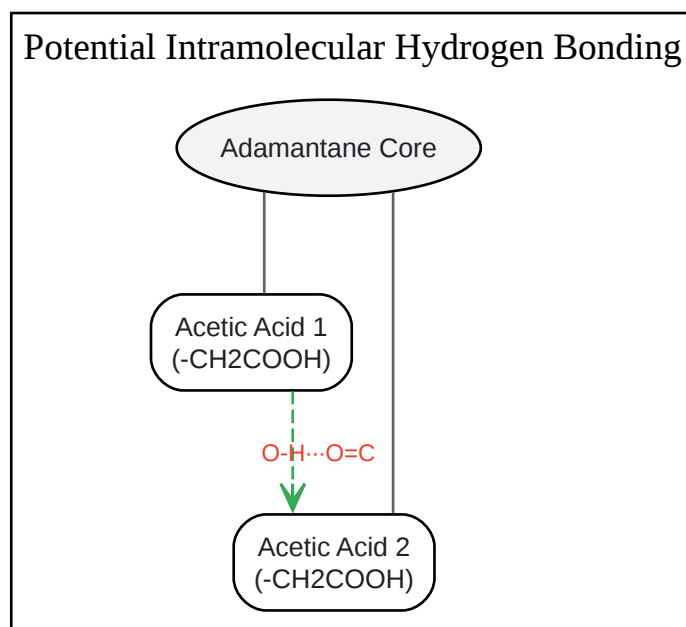 Potential Intramolecular Hydrogen Bonding
Adamantane Core
Acetic Acid 1
(-CH2COOH)
O-H···O=C
Acetic Acid 2
(-CH2COOH)